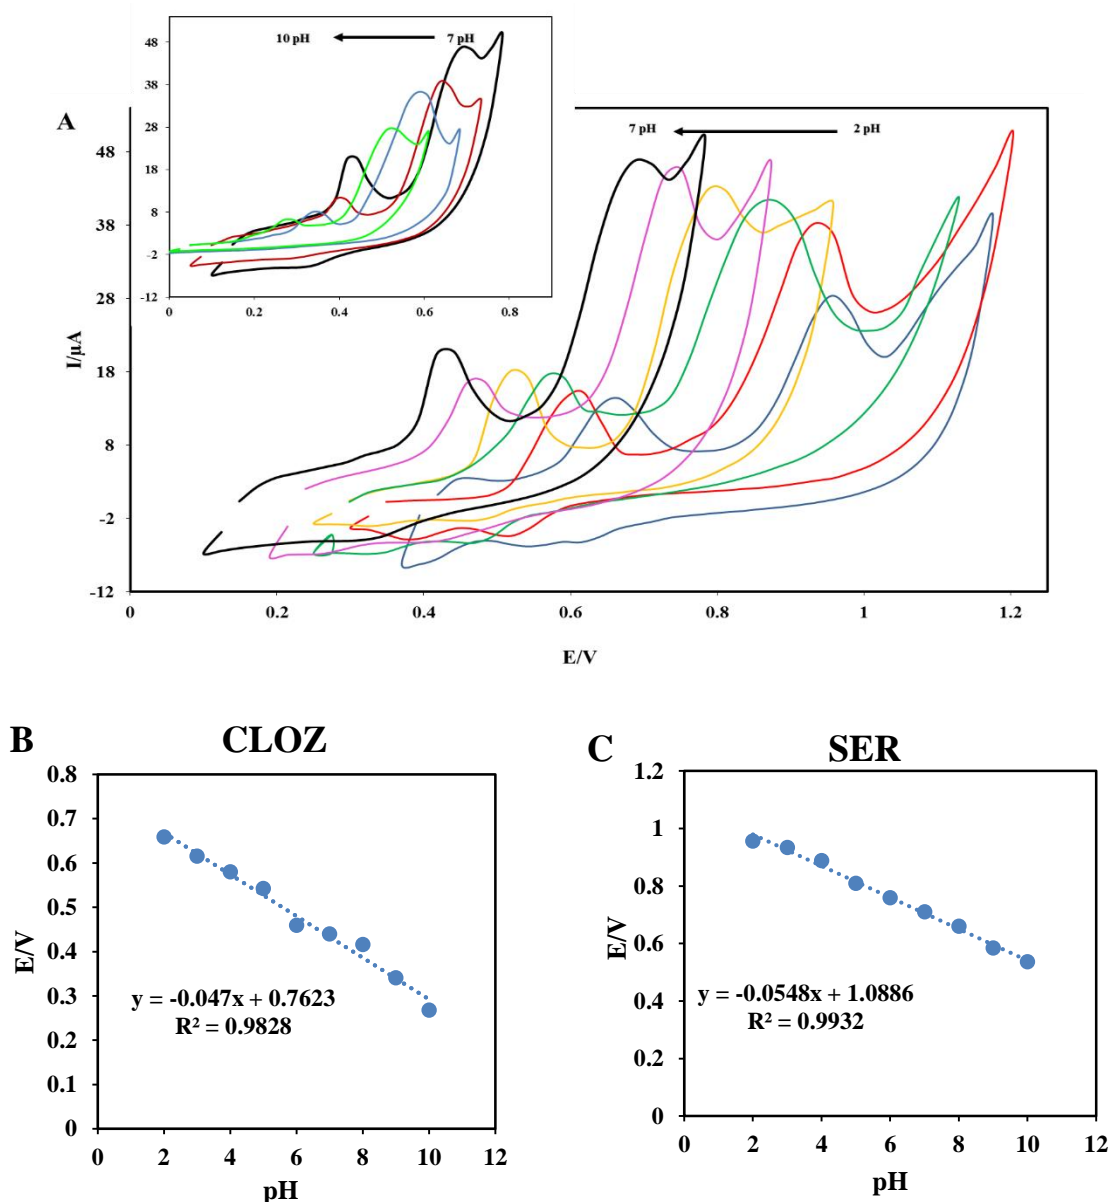 10 pH
7 pH
48
38
28
18
8
-2
-12
0
0.2
0.4
0.6
0.8
A
7 pH
2 pH
48
38
28
18
8
-2
-12
I/µA
0
0.2
0.4
0.6
0.8
1
1.2
E/V
B
CLOZ
0.8
0.7
0.6
0.5
0.4
0.3
0.2
0.1
0
E/V
y = -0.047x + 0.7623
R² = 0.9828
0 2 4 6 8 10 12
pH
C
SER
1.2
1
0.8
0.6
0.4
0.2
0
E/V
y = -0.0548x + 1.0886
R² = 0.9932
0 2 4 6 8 10 12
pH